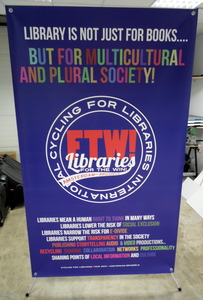 LIBRARY IS NOT JUST FOR BOOKS....
BUT FOR MULTICULTURAL
AND PLURAL SOCIETY!
CYCLING FOR LIBRARIES INTERNATIONAL
FTW!
Libraries
FOR THE WIN!
LIBRARIES MEAN A HUMAN RIGHT TO THINK IN MANY WAYS
LIBRARIES LOWER THE RISK OF SOCIAL EXCLUSION
LIBRARIES NARROW THE RISK FOR E-DIVIDE
LIBRARIES SUPPORT TRANSPARENCY IN THE SOCIETY
PUBLISHING STORYTELLING AUDIO & VIDEO PRODUCTIONS...
RECYCLING SHARING COLLABORATION NETWORKS PROFESSIONALITY
SHARING POINTS OF LOCAL INFORMATION AND CULTURE